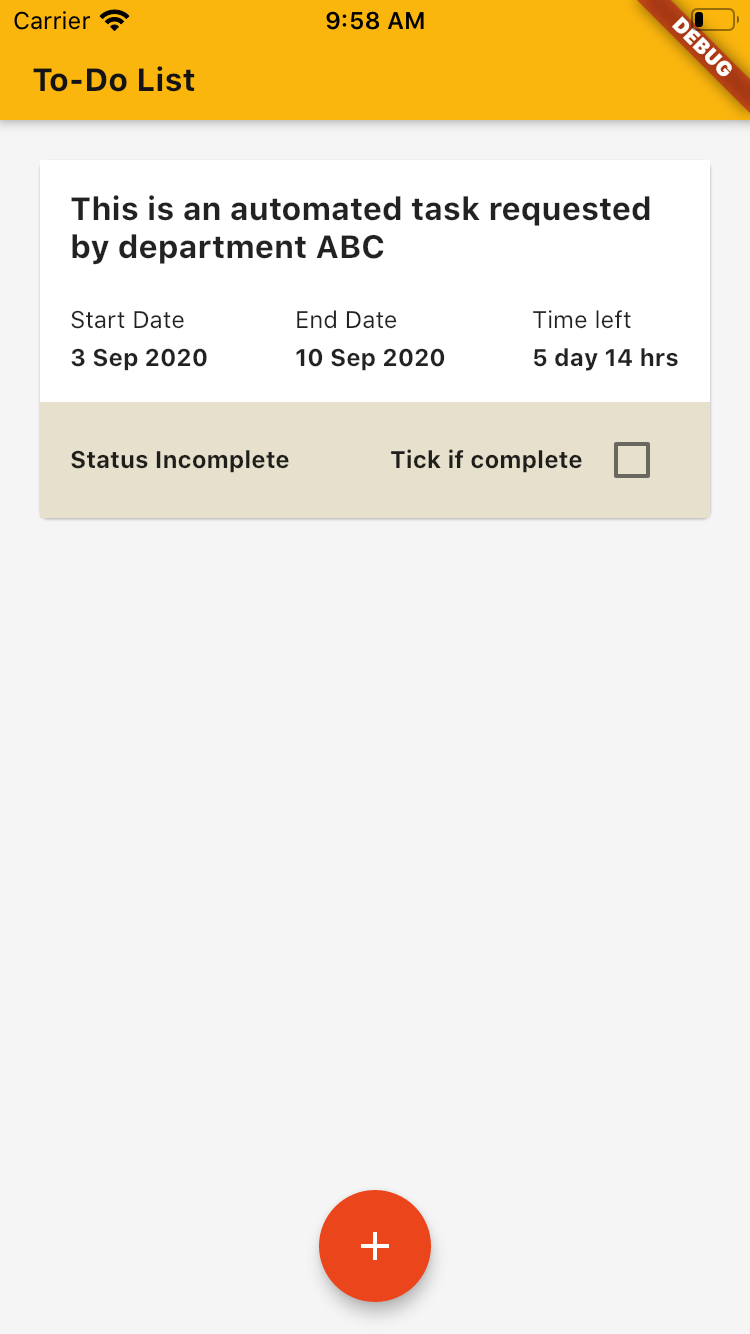 Carrier 9:58 AM
DEBUG
To-Do List
This is an automated task requested
by department ABC
Start Date End Date Time left
3 Sep 2020 10 Sep 2020 5 day 14 hrs
Status Incomplete Tick if complete